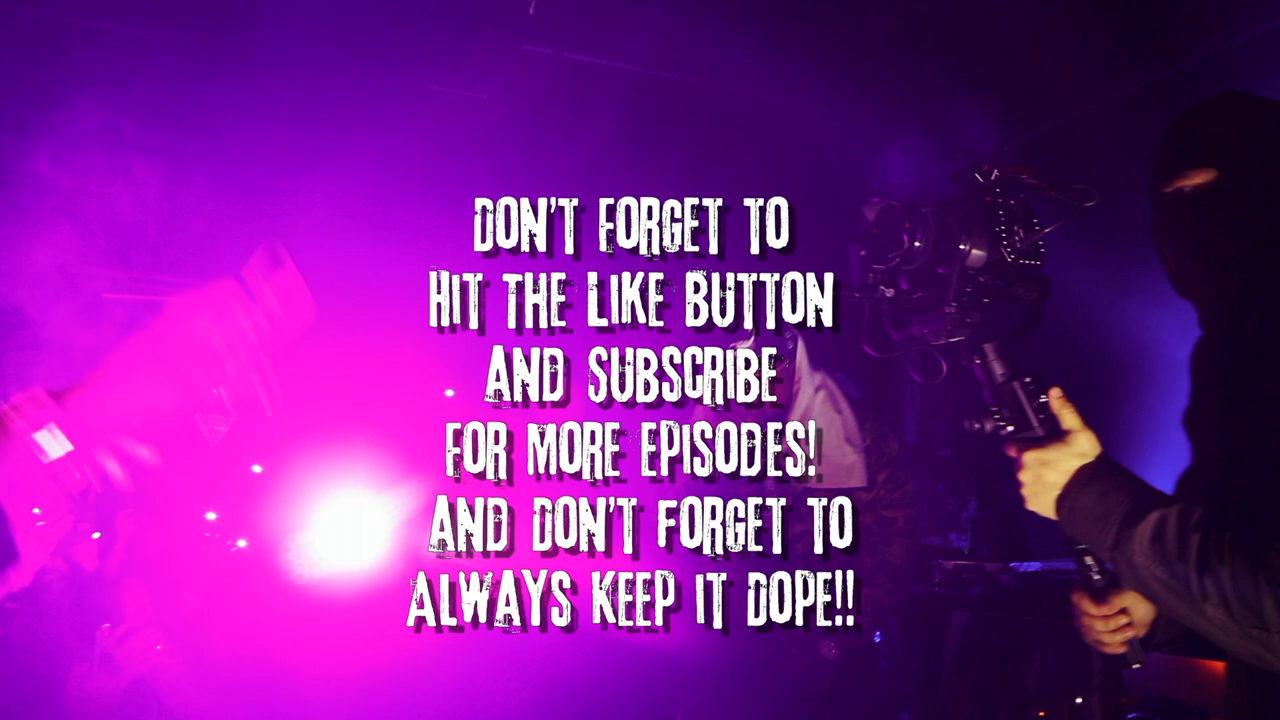 DON'T FORGET TO
HIT THE LIKE BUTTON
AND SUBSCRIBE
FOR MORE EPISODES!
AND DON'T FORGET TO
ALWAYS KEEP IT DOPE!!